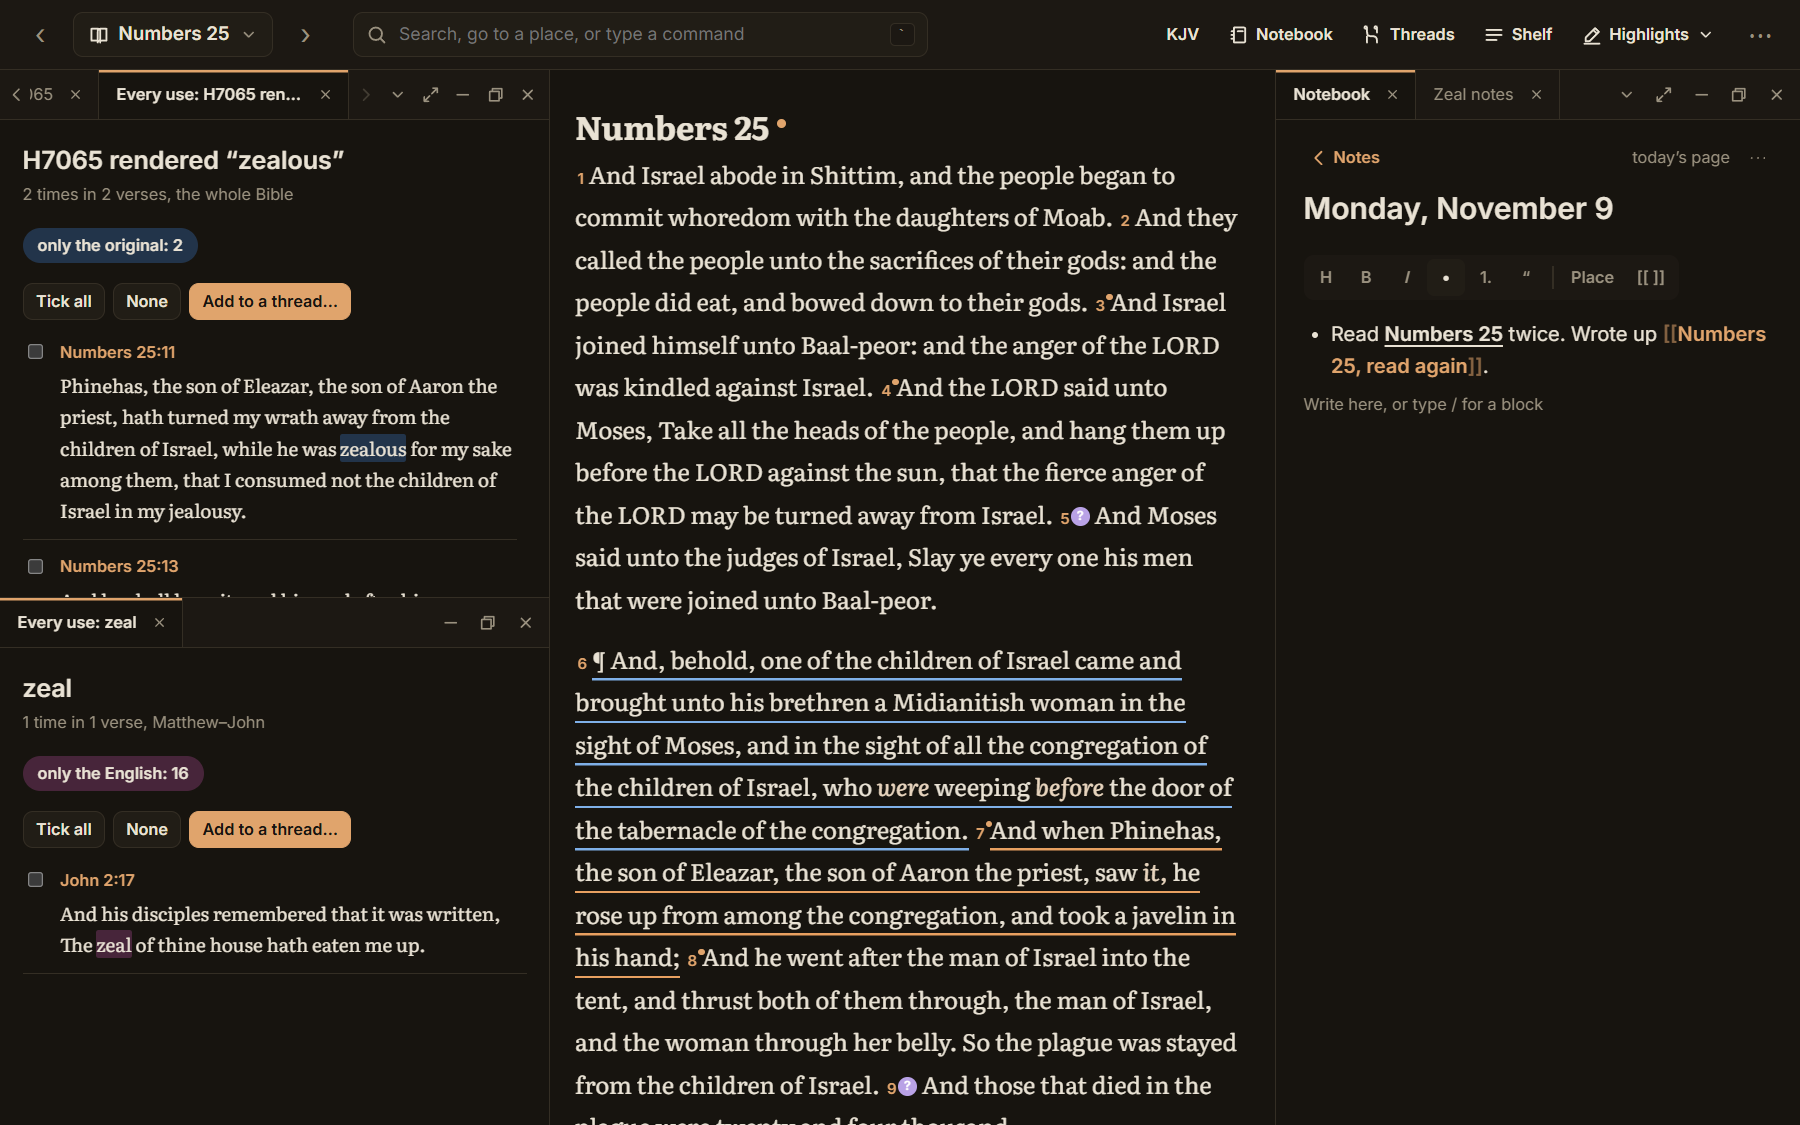 Numbers 25
Search, go to a place, or type a command
`
KJV
Notebook
Threads
Shelf
Highlights
065
Every use: H7065 ren...
H7065 rendered “zealous”
2 times in 2 verses, the whole Bible
only the original: 2
Tick all
None
Add to a thread...
Numbers 25:11
Phinehas, the son of Eleazar, the son of Aaron the
priest, hath turned my wrath away from the
children of Israel, while he was zealous for my sake
among them, that I consumed not the children of
Israel in my jealousy.
Numbers 25:13
Every use: zeal
zeal
1 time in 1 verse, Matthew–John
only the English: 16
Tick all
None
Add to a thread...
John 2:17
And his disciples remembered that it was written,
The zeal of thine house hath eaten me up.
Numbers 25
1 And Israel abode in Shittim, and the people began to
commit whoredom with the daughters of Moab. 2 And they
called the people unto the sacrifices of their gods: and the
people did eat, and bowed down to their gods. 3 And Israel
joined himself unto Baal-peor: and the anger of the LORD
was kindled against Israel. 4 And the LORD said unto
Moses, Take all the heads of the people, and hang them up
before the LORD against the sun, that the fierce anger of
the LORD may be turned away from Israel. 5 ? And Moses
said unto the judges of Israel, Slay ye every one his men
that were joined unto Baal-peor.
6 ¶ And, behold, one of the children of Israel came and
brought unto his brethren a Midianitish woman in the
sight of Moses, and in the sight of all the congregation of
the children of Israel, who were weeping before the door of
the tabernacle of the congregation. 7 And when Phinehas,
the son of Eleazar, the son of Aaron the priest, saw it, he
rose up from among the congregation, and took a javelin in
his hand; 8 And he went after the man of Israel into the
tent, and thrust both of them through, the man of Israel,
and the woman through her belly. So the plague was stayed
from the children of Israel. 9 ? And those that died in the
plague were twenty and four thousand.
Notebook
Zeal notes
Notes
today’s page
Monday, November 9
H B I • 1. “ Place [[ ]]
• Read Numbers 25 twice. Wrote up [[Numbers
25, read again]].
Write here, or type / for a block